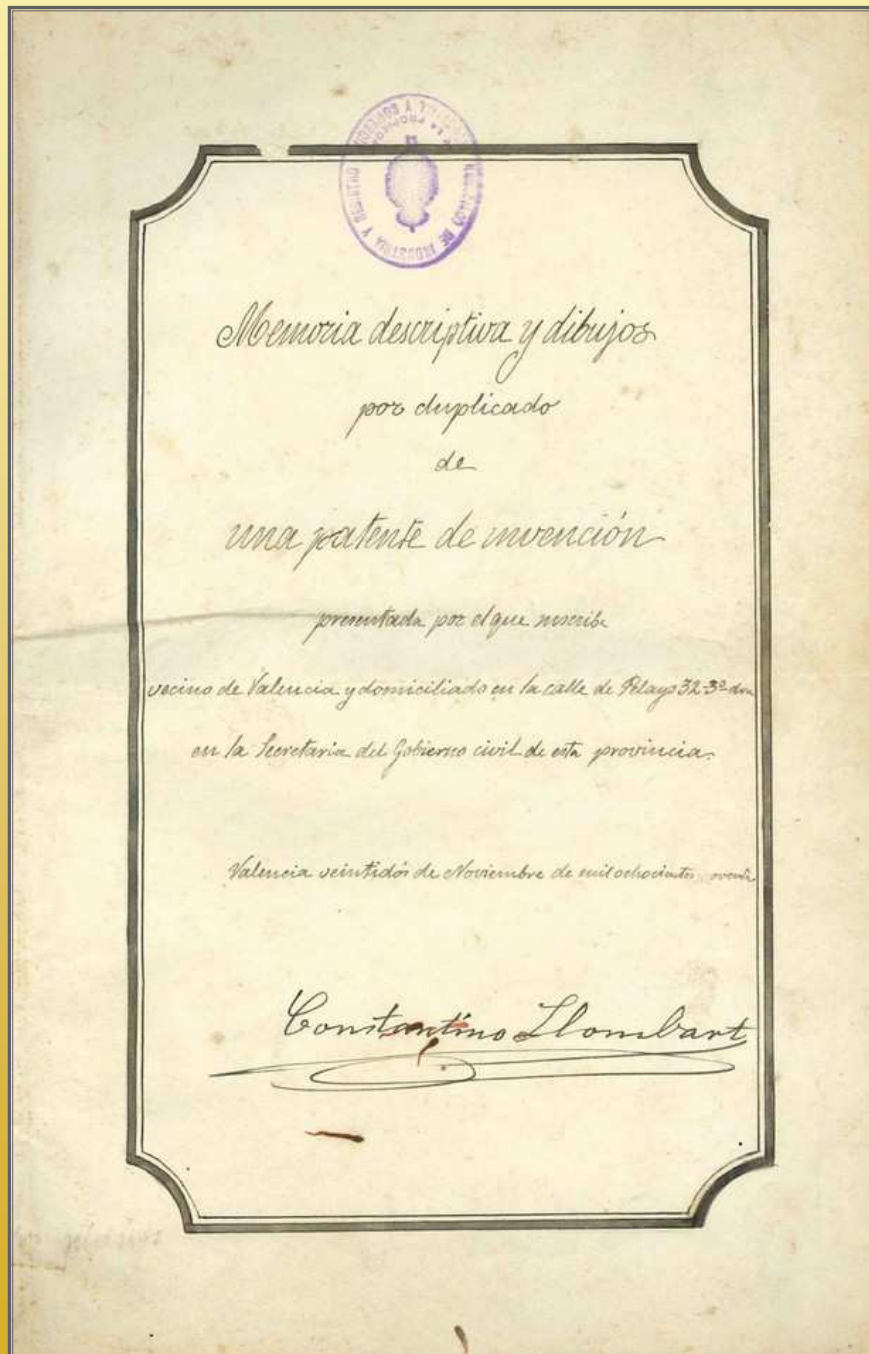 Memoria descriptiva y dibujos
por duplicado
de
una patente de invención
presentada por el que suscribe
vecino de Valencia y domiciliado en la calle de Pelayo 32-3º dra
en la Secretaria del Gobierno civil de esta provincia.
Valencia veintidós de Noviembre de mil ochocientos
Constantino Llombart